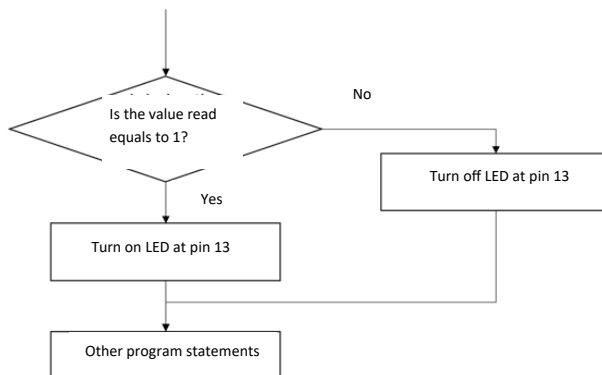 No
Is the value read
equals to 1?
Turn off LED at pin 13
Yes
Turn on LED at pin 13
Other program statements